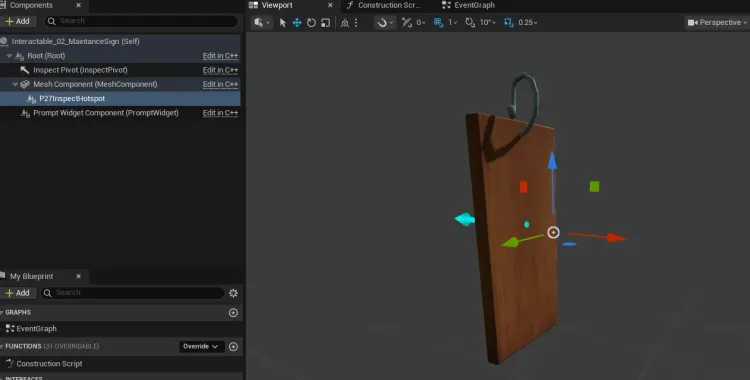 Components
Viewport
Construction Scr...
EventGraph
Add
Search
0
1
10°
0.25
Perspective
Interactable_02_MaintanceSign (Self)
Root (Root)
Edit in C++
Inspect Pivot (InspectPivot)
Edit in C++
Mesh Component (MeshComponent)
Edit in C++
P27InspectHotspot
Prompt Widget Component (PromptWidget)
Edit in C++
My Blueprint
Add
Search
GRAPHS
EventGraph
FUNCTIONS (31 OVERRIDABLE)
Override
Construction Script
INTERFACES